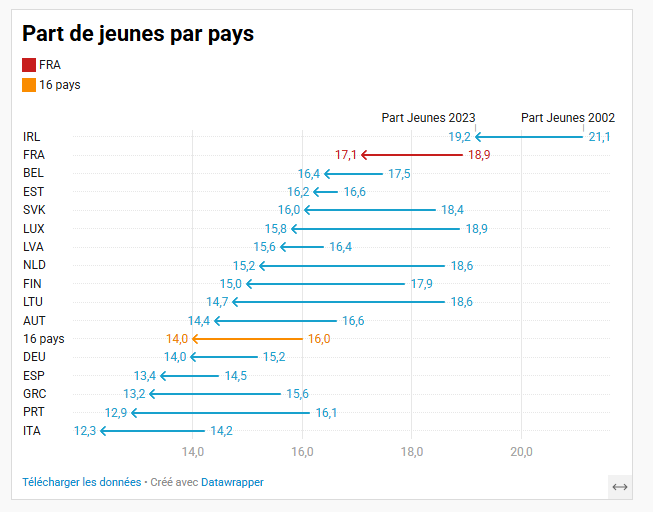 Part de jeunes par pays
FRA
16 pays
Part Jeunes 2023 Part Jeunes 2002
IRL 19,2 21,1
FRA 17,1 18,9
BEL 16,4 17,5
EST 16,2 16,6
SVK 16,0 18,4
LUX 15,8 18,9
LVA 15,6 16,4
NLD 15,2 18,6
FIN 15,0 17,9
LTU 14,7 18,6
AUT 14,4 16,6
16 pays 14,0 16,0
DEU 14,0 15,2
ESP 13,4 14,5
GRC 13,2 15,6
PRT 12,9 16,1
ITA 12,3 14,2
14,0 16,0 18,0 20,0
Télécharger les données • Créé avec Datawrapper